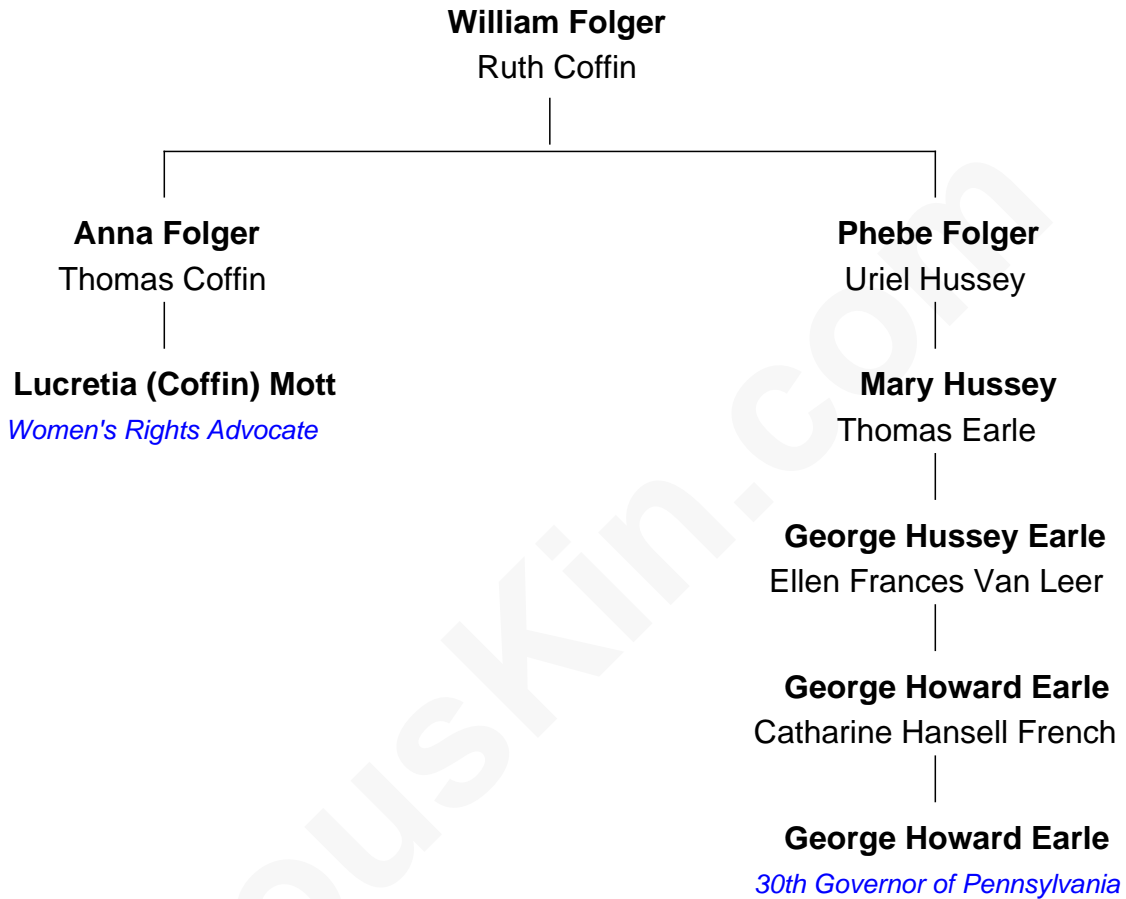 William Folger
Ruth Coffin
Anna Folger
Thomas Coffin
Phebe Folger
Uriel Hussey
Lucretia (Coffin) Mott
Women's Rights Advocate
Mary Hussey
Thomas Earle
George Hussey Earle
Ellen Frances Van Leer
George Howard Earle
Catharine Hansell French
George Howard Earle
30th Governor of Pennsylvania
ousKin.com